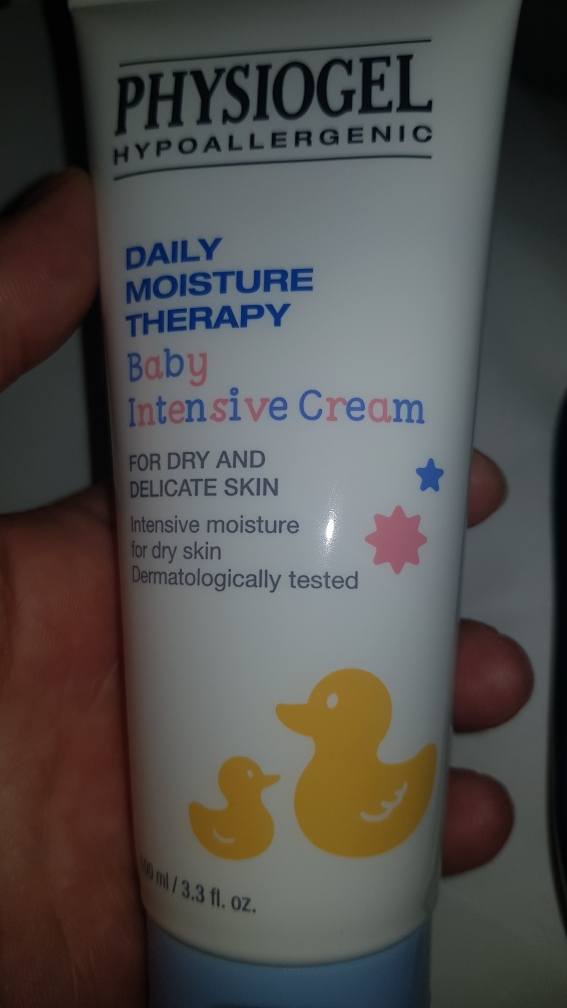 PHYSIOGEL
HYPOALLERGENIC
DAILY
MOISTURE
THERAPY
Baby
Intensive Cream
FOR DRY AND
DELICATE SKIN
Intensive moisture
for dry skin
Dermatologically tested
100 ml / 3.3 fl. oz.